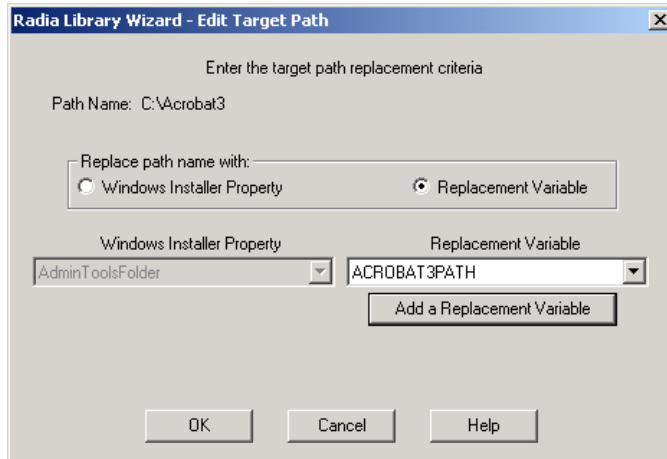 Radia Library Wizard - Edit Target Path
Enter the target path replacement criteria
Path Name: C:\Acrobat3
Replace path name with:
Windows Installer Property Replacement Variable
Windows Installer Property Replacement Variable
AdminToolsFolder ACROBAT3PATH
Add a Replacement Variable
OK Cancel Help